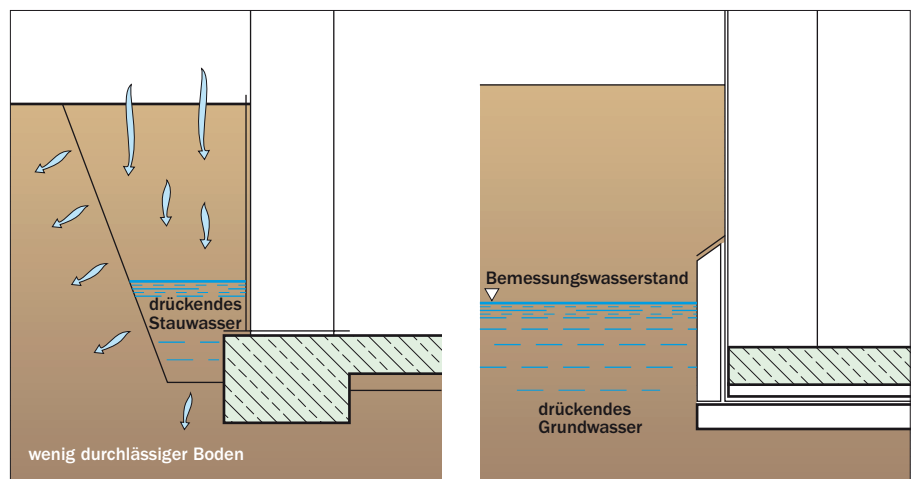 drückendes
Stauwasser
wenig durchlässiger Boden
Bemessungswasserstand
drückendes
Grundwasser